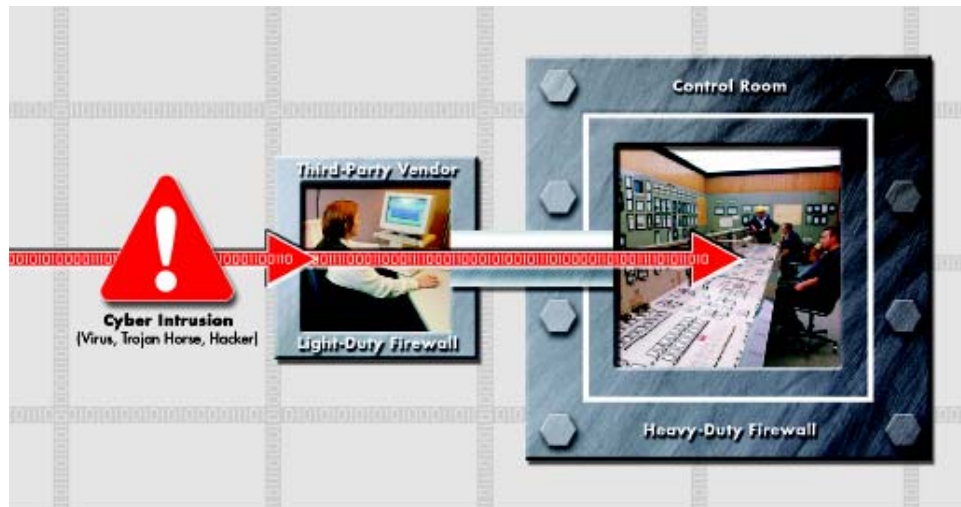 Control Room
Third-Party Vendor
Cyber Intrusion
(Virus, Trojan Horse, Hacker)
Light-Duty Firewall
Heavy-Duty Firewall